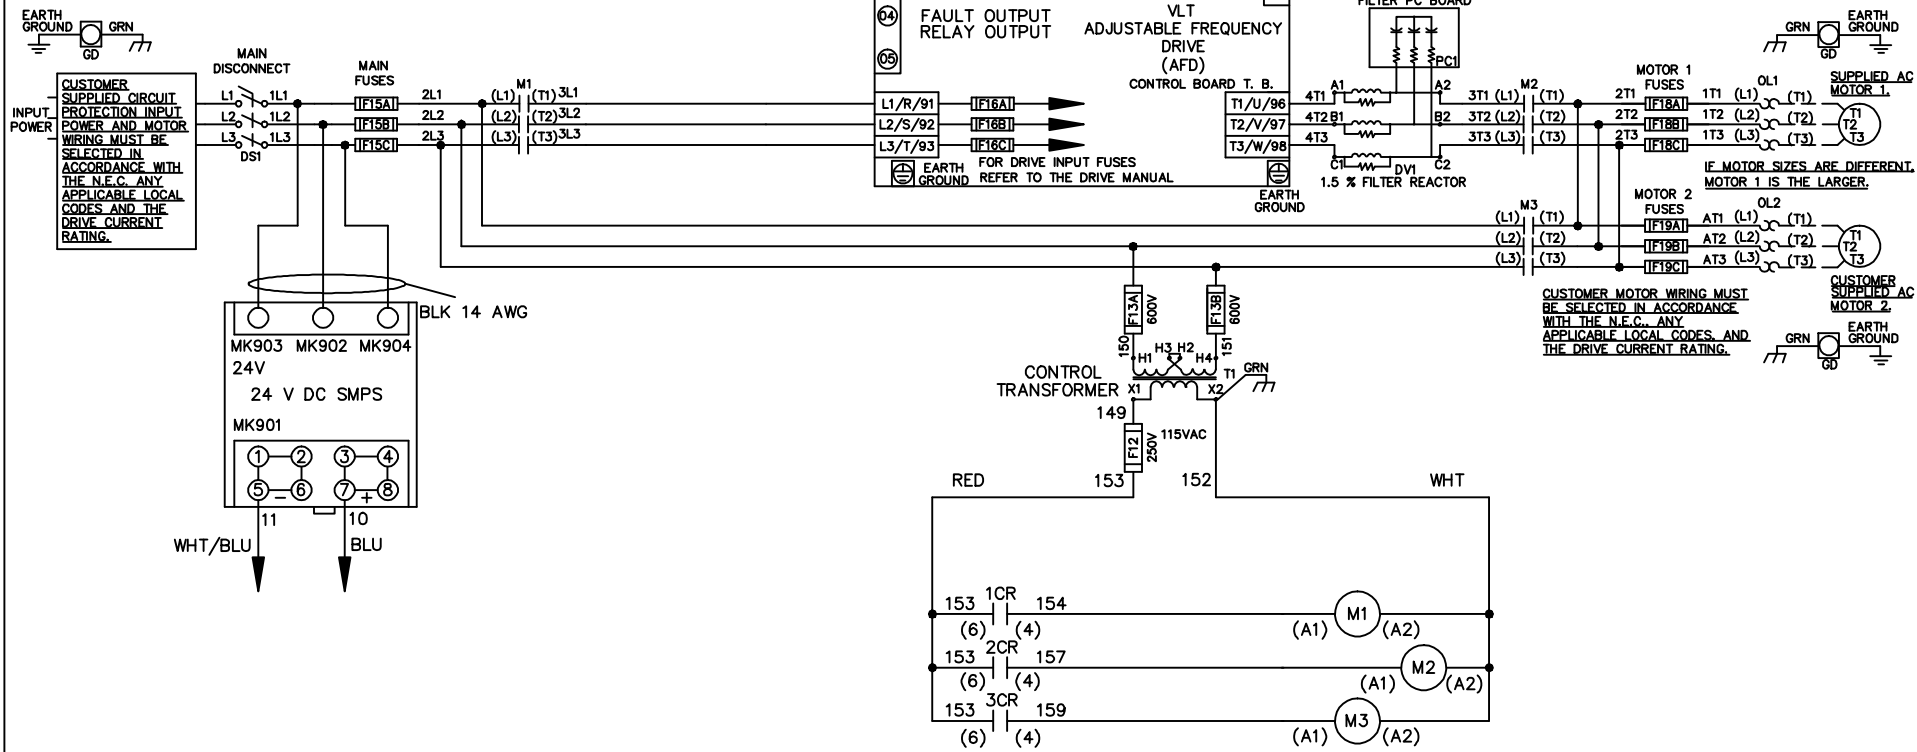 EARTH
GROUND
GRN
GD
CUSTOMER
SUPPLIED CIRCUIT
PROTECTION INPUT
POWER AND MOTOR
WIRING MUST BE
SELECTED IN
ACCORDANCE WITH
THE N.E.C. ANY
APPLICABLE LOCAL
CODES AND THE
DRIVE CURRENT
RATING.
INPUT
POWER
MAIN
DISCONNECT
L1 1L1
L2 1L2
L3 1L3
DS1
MAIN
FUSES
F15A
F15B
F15C
2L1
2L2
2L3
M1
(L1) (T1) 3L1
(L2) (T2) 3L2
(L3) (T3) 3L3
04
05
FAULT OUTPUT
RELAY OUTPUT
VLT
ADJUSTABLE FREQUENCY
DRIVE
(AFD)
CONTROL BOARD T. B.
L1/R/91 F16A T1/U/96
L2/S/92 F16B T2/V/97
L3/T/93 F16C T3/W/98
EARTH
GROUND
FOR DRIVE INPUT FUSES
REFER TO THE DRIVE MANUAL
EARTH
GROUND
FILTER PC BOARD
PC1
4T1 A1 A2
4T2 B1 B2
4T3
C1 DV1 C2
1.5 % FILTER REACTOR
M2
3T1 (L1) (T1)
3T2 (L2) (T2)
3T3 (L3) (T3)
MOTOR 1
FUSES
2T1 F18A 1T1 (L1) (T1)
2T2 F18B 1T2 (L2) (T2)
2T3 F18C 1T3 (L3) (T3)
OL1
T1
T2
T3
GRN
GD
EARTH
GROUND
SUPPLIED AC
MOTOR 1.
IF MOTOR SIZES ARE DIFFERENT,
MOTOR 1 IS THE LARGER.
M3
(L1) (T1)
(L2) (T2)
(L3) (T3)
MOTOR 2
FUSES
F19A AT1 (L1) (T1)
F19B AT2 (L2) (T2)
F19C AT3 (L3) (T3)
OL2
T1
T2
T3
CUSTOMER
SUPPLIED AC
MOTOR 2.
CUSTOMER MOTOR WIRING MUST
BE SELECTED IN ACCORDANCE
WITH THE N.E.C., ANY
APPLICABLE LOCAL CODES, AND
THE DRIVE CURRENT RATING.
GRN
GD
EARTH
GROUND
BLK 14 AWG
MK903 MK902 MK904
24V
24 V DC SMPS
MK901
1 2 3 4
5 - 6 7 + 8
11 10
WHT/BLU BLU
F13A
600V
F13B
600V
150
151
H1 H3 H2 H4
CONTROL
TRANSFORMER
X1 X2
T1
GRN
149
F12
250V
115VAC
RED 153 152 WHT
1CR
153 154
(6) (4)
M1
(A1) (A2)
2CR
153 157
(6) (4)
M2
(A1) (A2)
3CR
153 159
(6) (4)
M3
(A1) (A2)